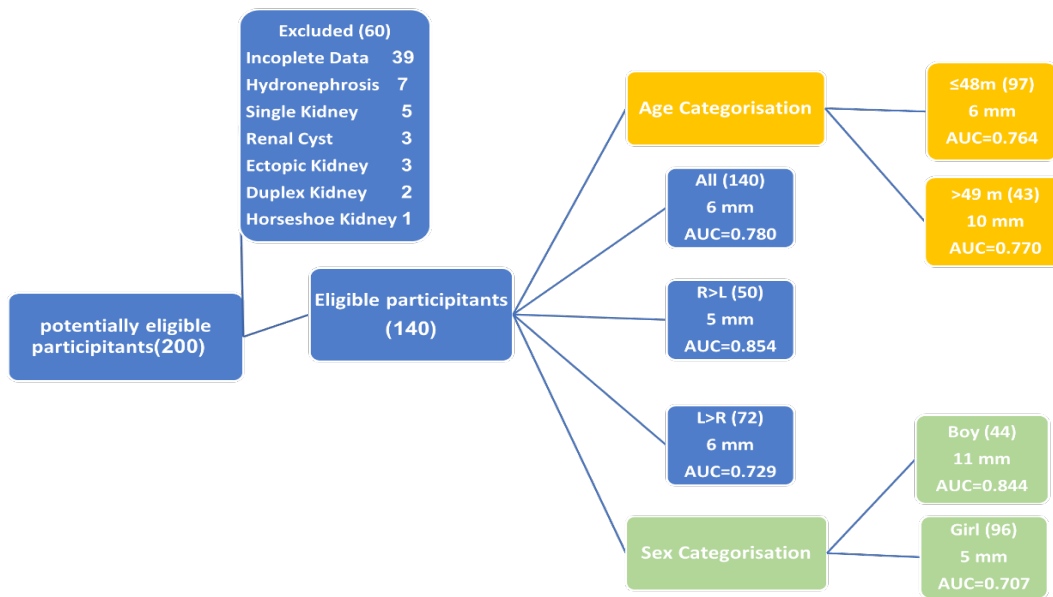 potentially eligible
particitants(200)
Excluded (60)
Incoplete Data 39
Hydronephrosis 7
Single Kidney 5
Renal Cyst 3
Ectopic Kidney 3
Duplex Kidney 2
Horseshoe Kidney 1
Eligible participitants
(140)
Age Categorisation
≤48m (97)
6 mm
AUC=0.764
>49 m (43)
10 mm
AUC=0.770
All (140)
6 mm
AUC=0.780
R>L (50)
5 mm
AUC=0.854
L>R (72)
6 mm
AUC=0.729
Sex Categorisation
Boy (44)
11 mm
AUC=0.844
Girl (96)
5 mm
AUC=0.707